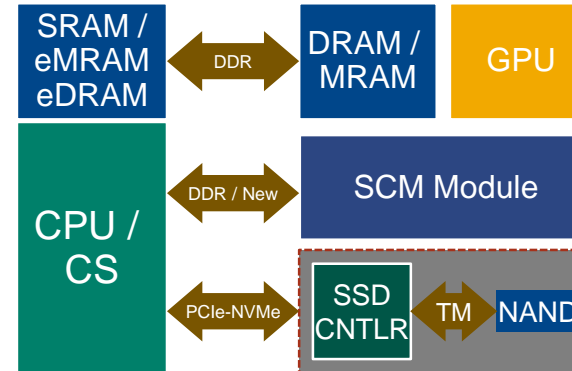 SRAM /
eMRAM
eDRAM
DDR
DRAM /
MRAM
GPU
CPU /
CS
DDR / New
SCM Module
PCIe-NVMe
SSD
CNTLR
TM
NAND